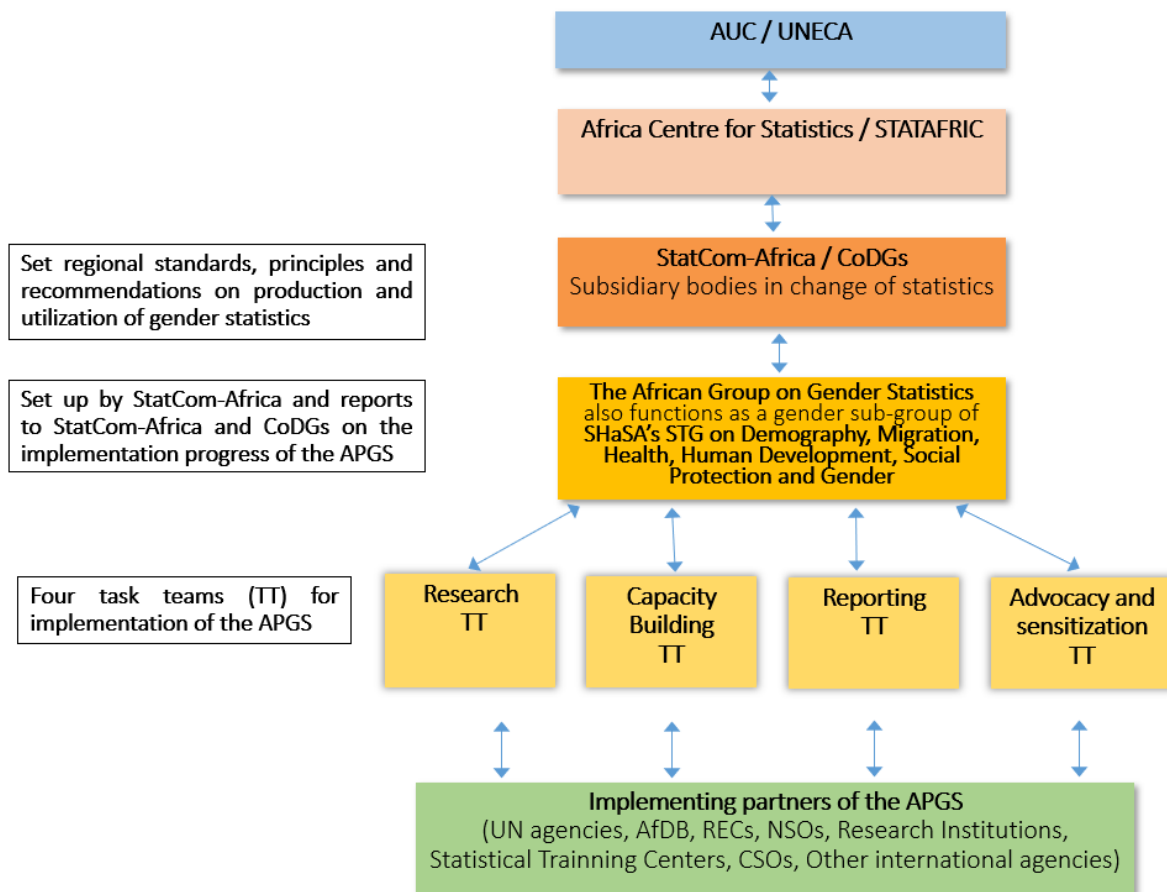 AUC / UNECA
Africa Centre for Statistics / STATAFRIC
Set regional standards, principles and
recommendations on production and
utilization of gender statistics
StatCom-Africa / CoDGs
Subsidiary bodies in change of statistics
Set up by StatCom-Africa and reports
to StatCom-Africa and CoDGs on the
implementation progress of the APGS
The African Group on Gender Statistics
also functions as a gender sub-group of
SHaSA's STG on Demography, Migration,
Health, Human Development, Social
Protection and Gender
Four task teams (TT) for
implementation of the APGS
Research
TT
Capacity
Building
TT
Reporting
TT
Advocacy and
sensitization
TT
Implementing partners of the APGS
(UN agencies, AfDB, RECs, NSOs, Research Institutions,
Statistical Trainning Centers, CSOs, Other international agencies)